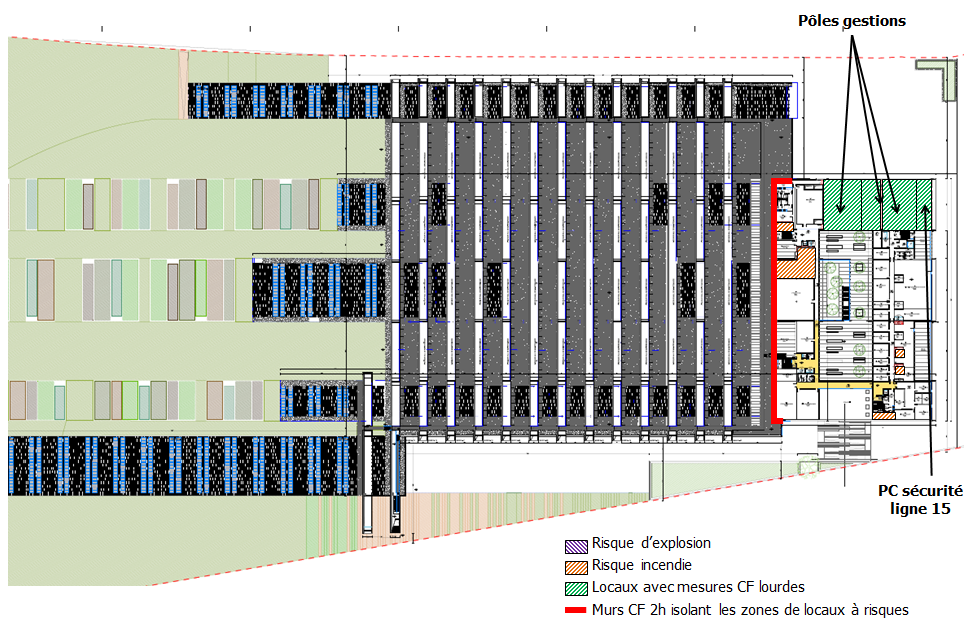 Pôles gestions
PC sécurité
ligne 15
Risque d'explosion
Risque incendie
Locaux avec mesures CF lourdes
Murs CF 2h isolant les zones de locaux à risques